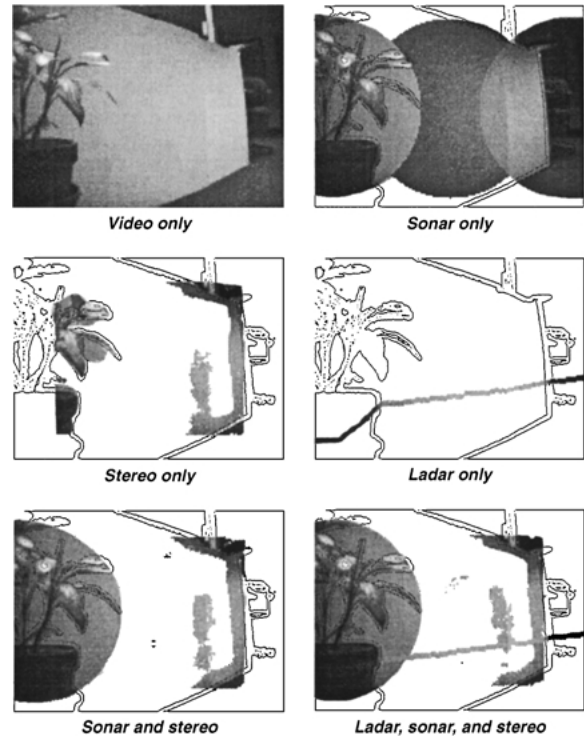 Video only
Sonar only
Stereo only
Ladar only
Sonar and stereo
Ladar, sonar, and stereo